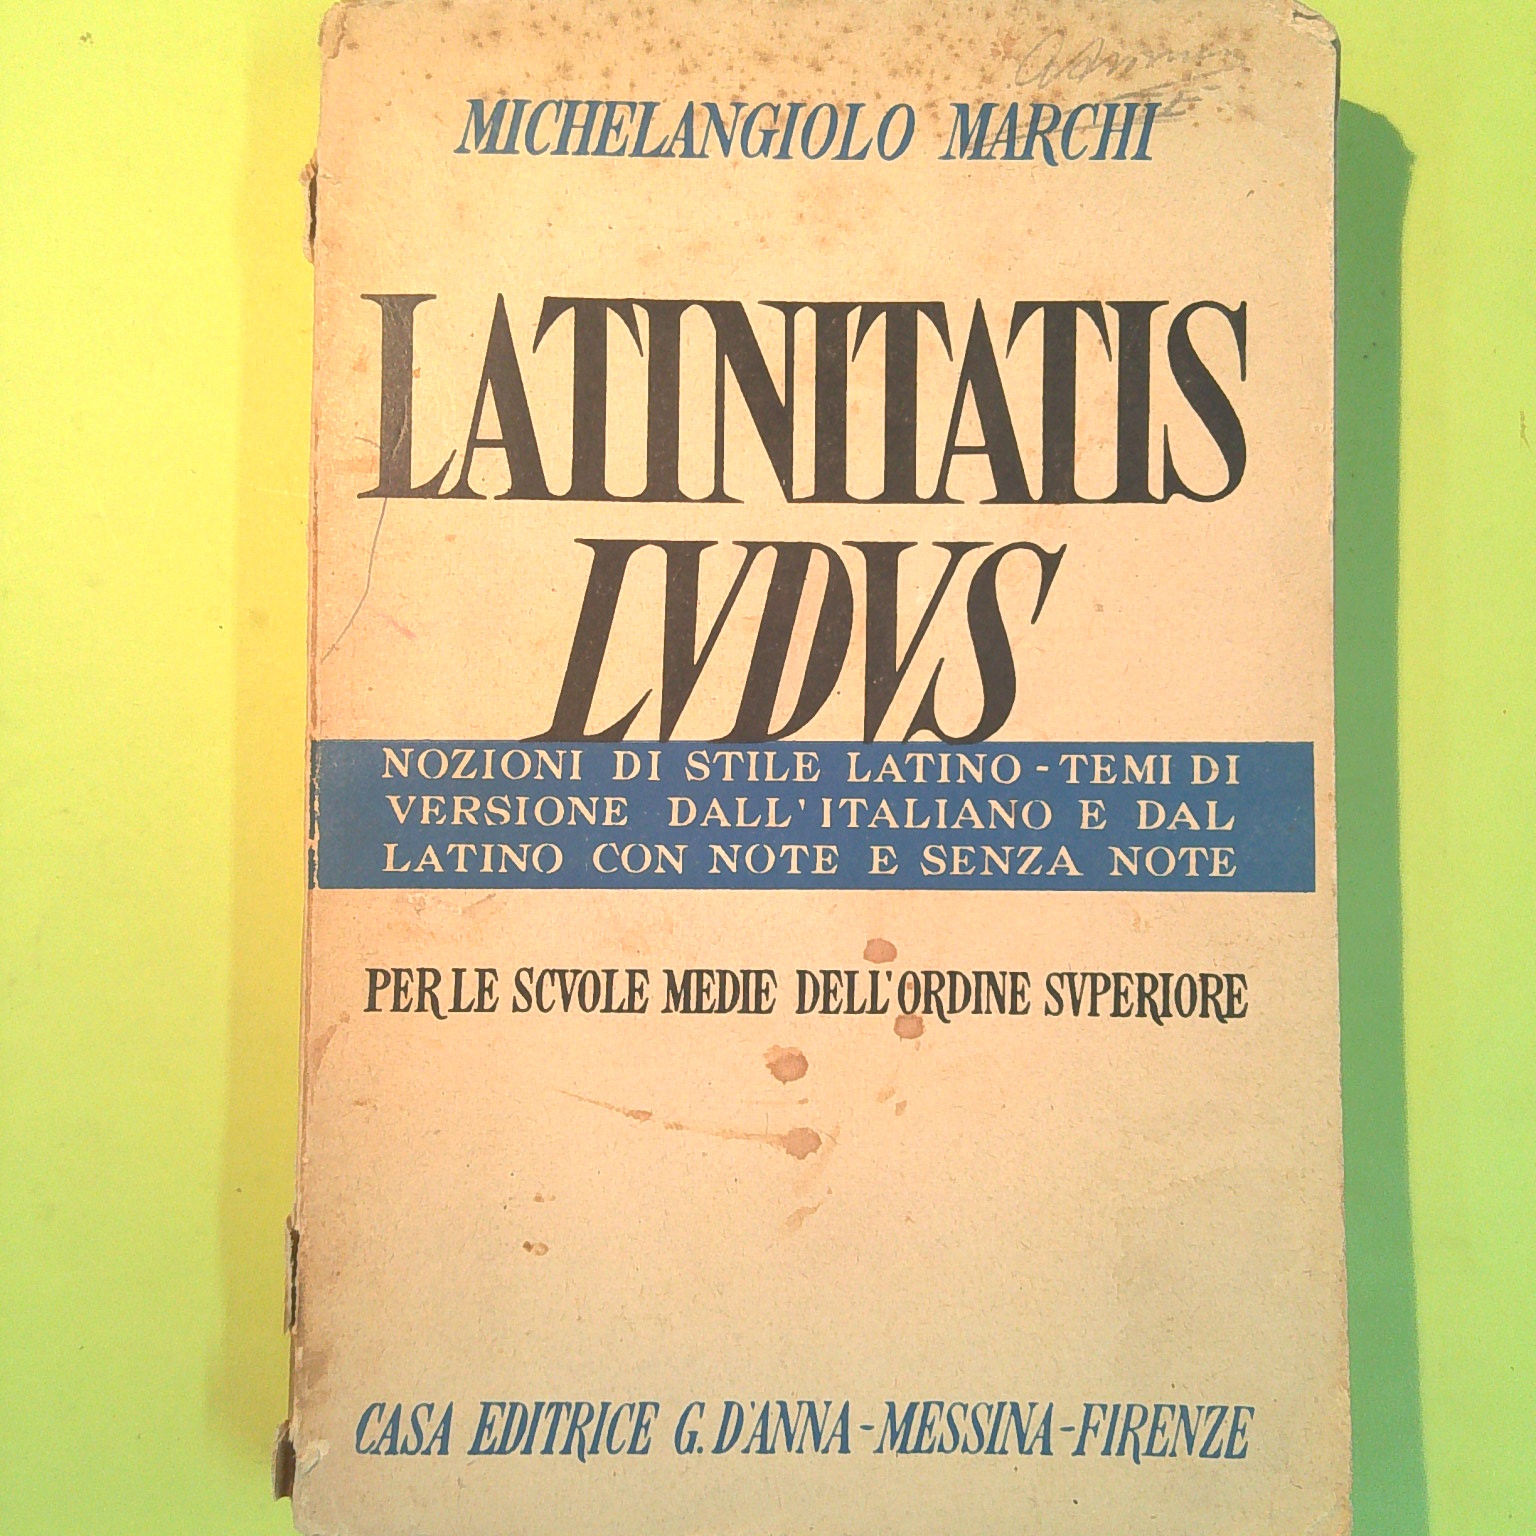 MICHELANGIOLO MARCHI
LATINITATIS
LVDVS
NOZIONI DI STILE LATINO - TEMI DI
VERSIONE DALL'ITALIANO E DAL
LATINO CON NOTE E SENZA NOTE
PER LE SCVOLE MEDIE DELL'ORDINE SVPERIORE
CASA EDITRICE G. D'ANNA - MESSINA - FIRENZE